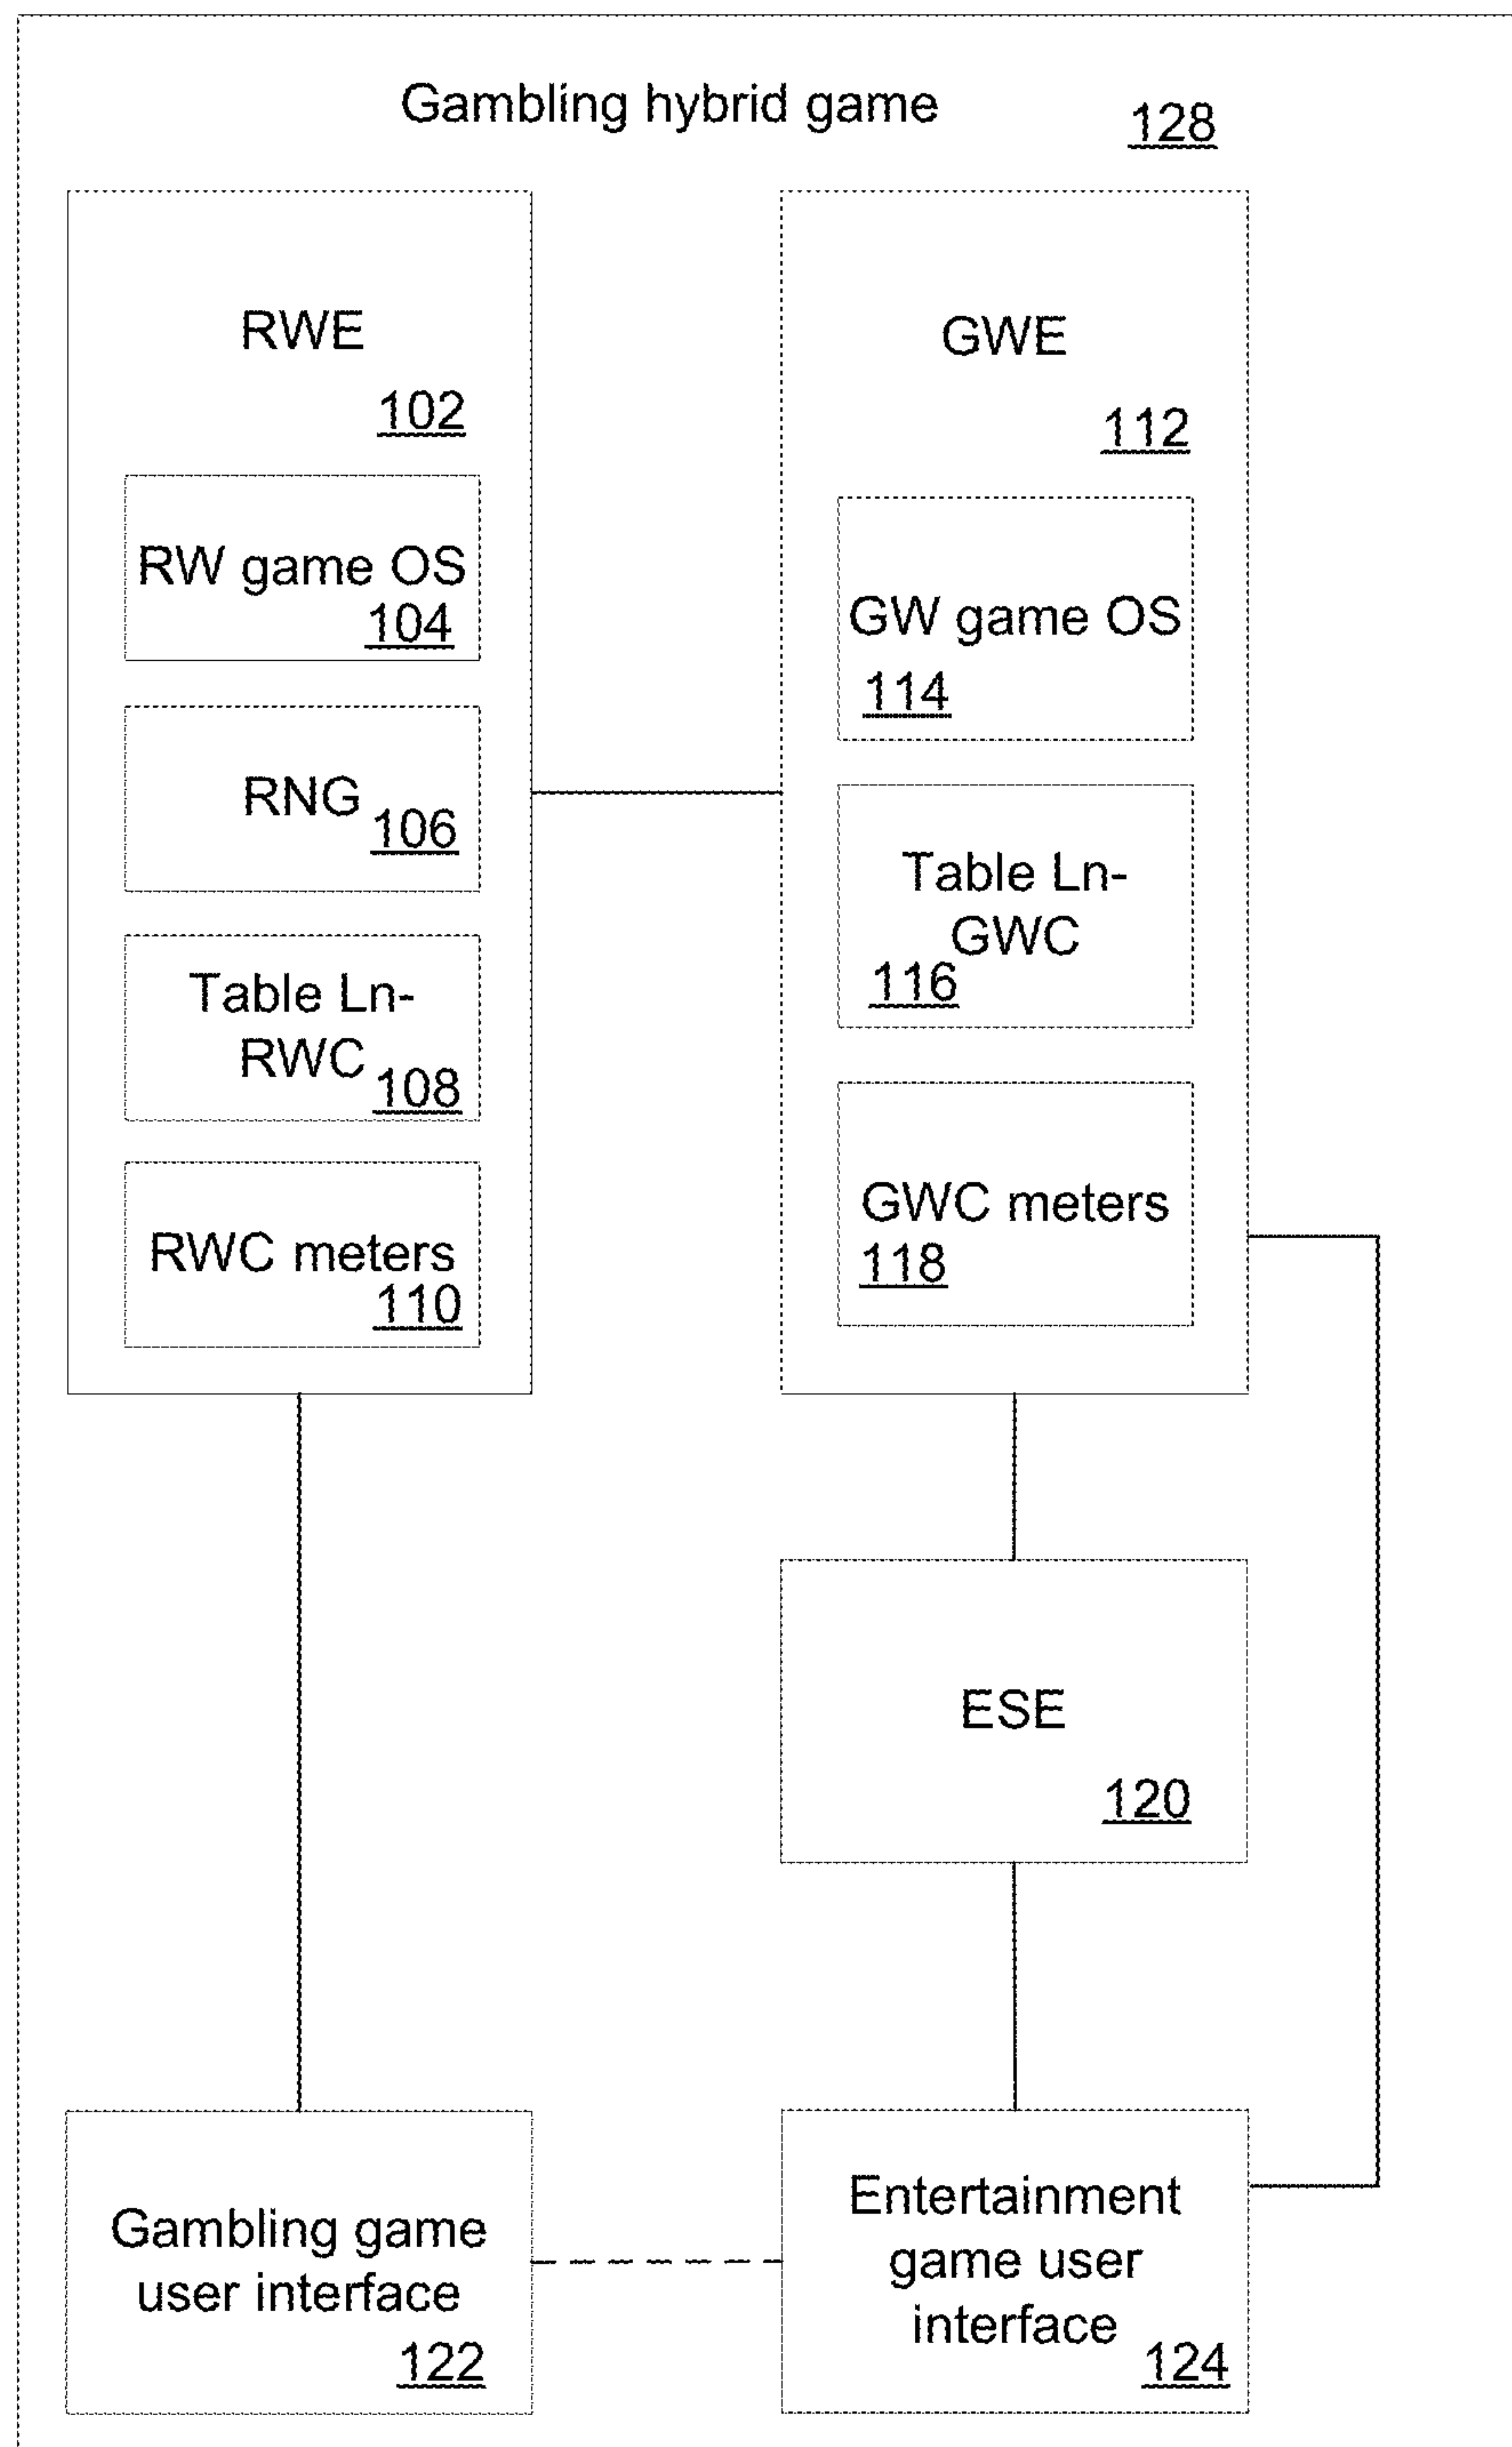 Gambling hybrid game
128
RWE
102
RW game OS
104
RNG
106
Table Ln-
RWC
108
RWC meters
110
GWE
112
GW game OS
114
Table Ln-
GWC
116
GWC meters
118
ESE
120
Gambling game
user interface
122
Entertainment
game user
interface
124